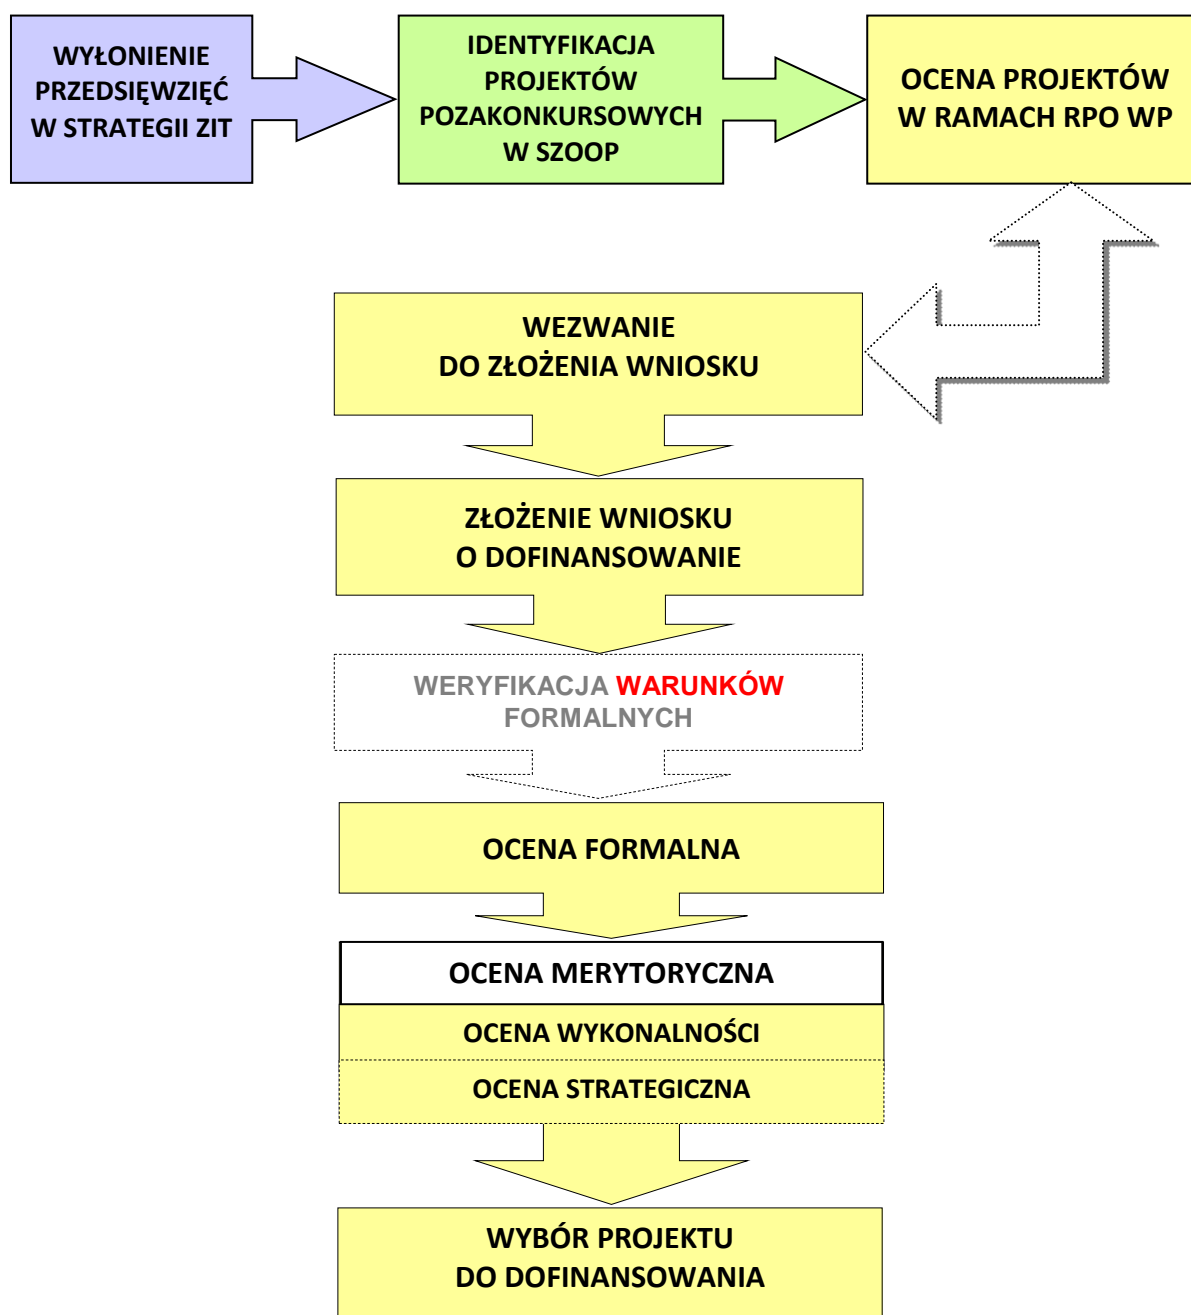 WYŁONIENIE
PRZEDSIĘWZIĘĆ
W STRATEGII ZIT
IDENTYFIKACJA
PROJEKTÓW
POZAKONKURSOWYCH
W SZOOP
OCENA PROJEKTÓW
W RAMACH RPO WP
WEZWANIE
DO ZŁOŻENIA WNIOSKU
ZŁOŻENIE WNIOSKU
O DOFINANSOWANIE
WERYFIKACJA WARUNKÓW
FORMALNYCH
OCENA FORMALNA
OCENA MERYTORYCZNA
OCENA WYKONALNOŚCI
OCENA STRATEGICZNA
WYBÓR PROJEKTU
DO DOFINANSOWANIA